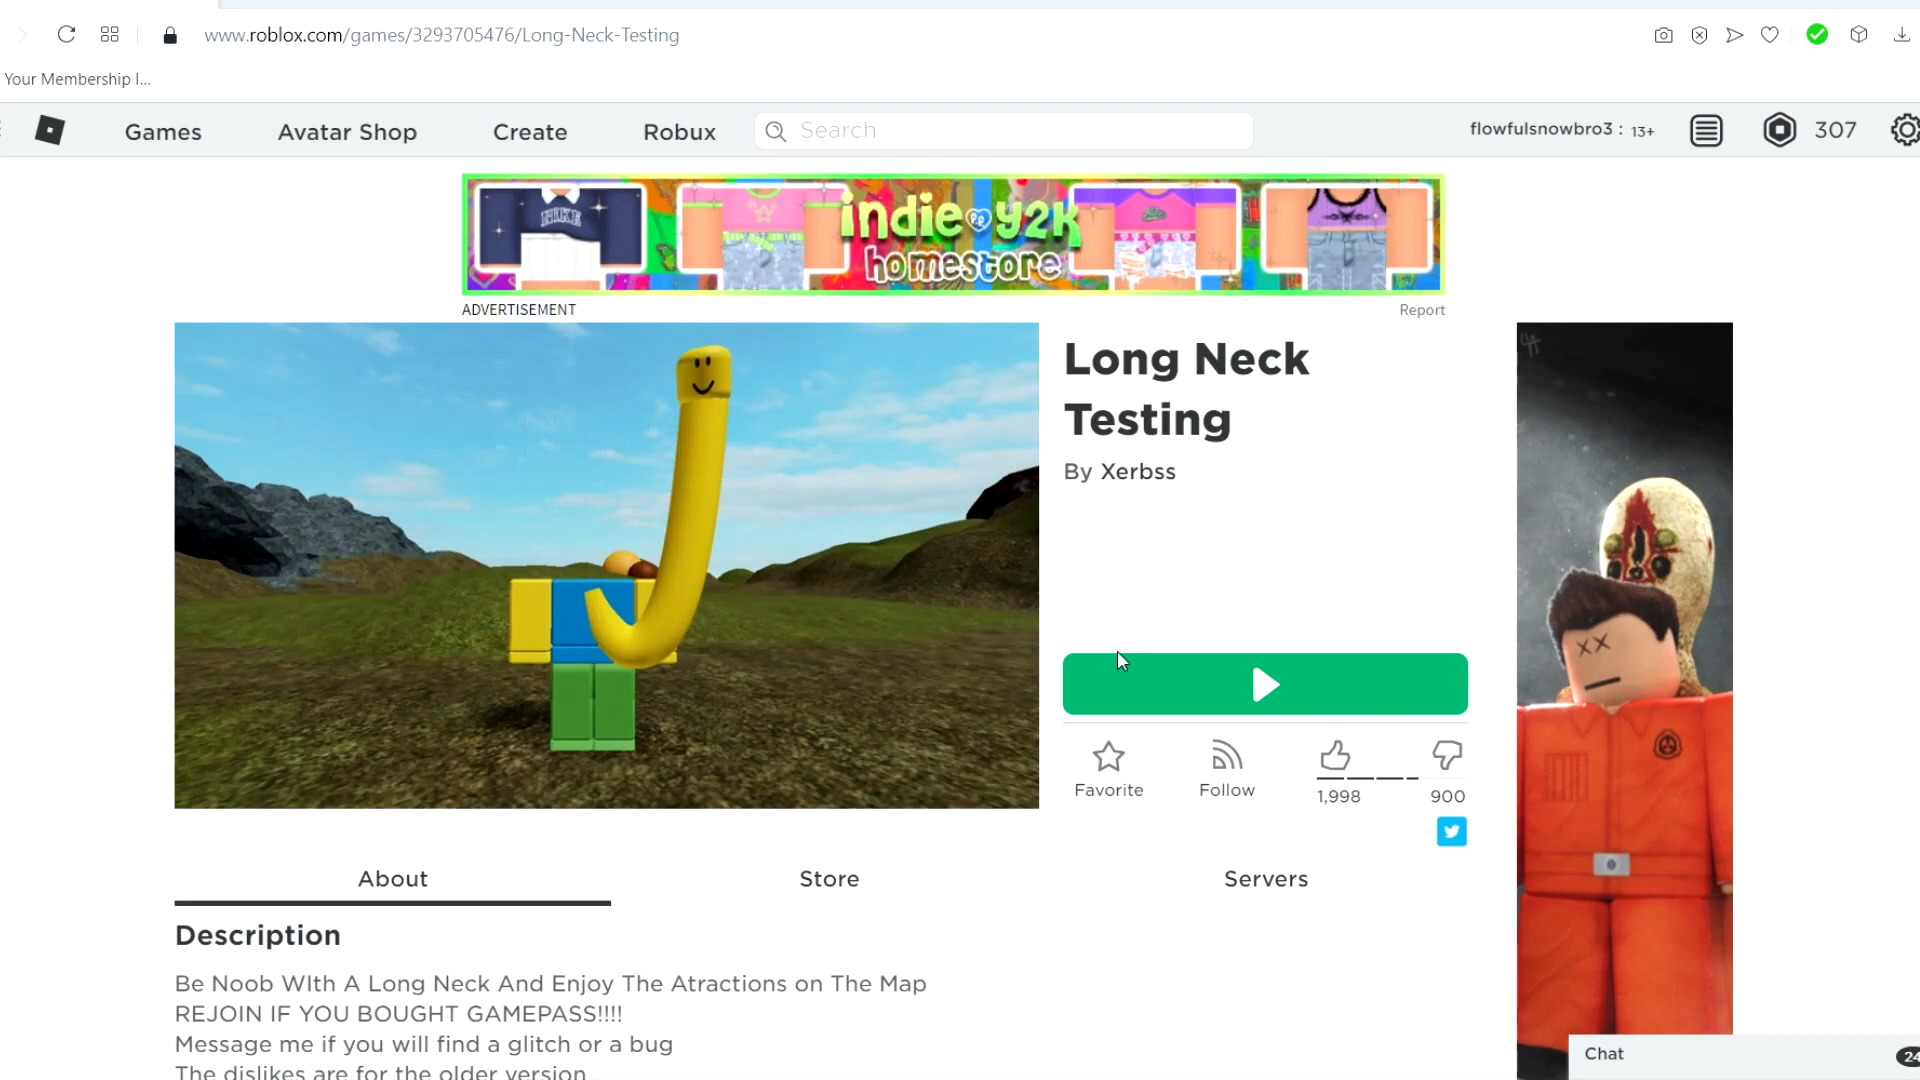 www.roblox.com/games/3293705476/Long-Neck-Testing
Your Membership I...
Games
Avatar Shop
Create
Robux
Search
flowfulsnowbro3 : 13+
307
NIKE
indie y2k
homestore
ADVERTISEMENT
Report
Long Neck
Testing
By Xerbss
Favorite
Follow
1,998
900
About
Store
Servers
Description
Be Noob WIth A Long Neck And Enjoy The Atractions on The Map
REJOIN IF YOU BOUGHT GAMEPASS!!!!
Message me if you will find a glitch or a bug
The dislikes are for the older version
Chat